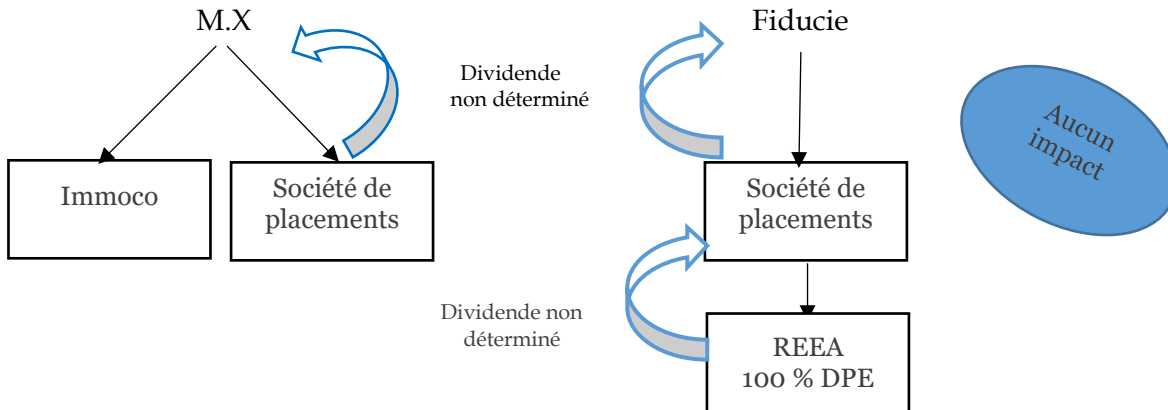 M.X
Fiducie
Dividende
non déterminé
Aucun
impact
Immoco
Société de
placements
Société de
placements
Dividende non
déterminé
REEA
100 % DPE